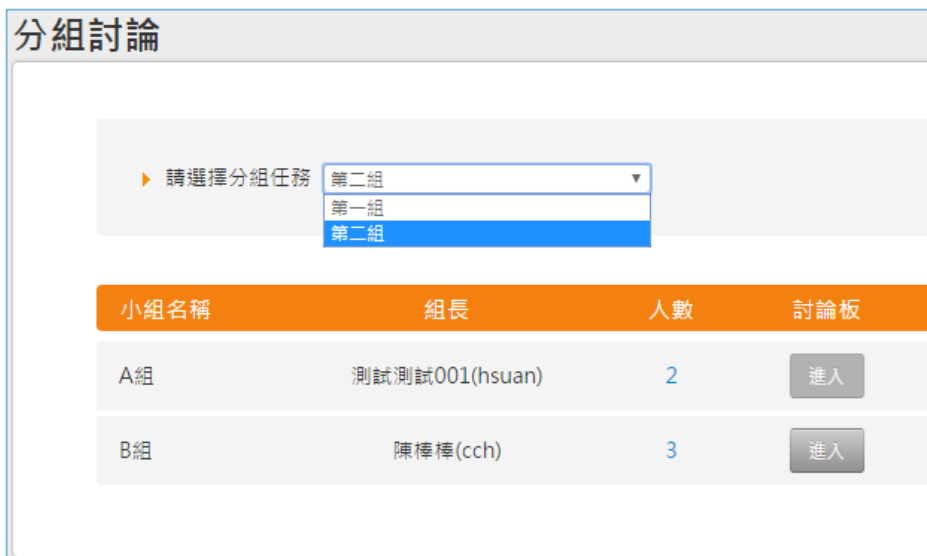 分組討論
請選擇分組任務 第二組
第一組
第二組
小組名稱 組長 人數 討論板
A組 測試測試001(hsuan) 2 進入
B組 陳棒棒(cch) 3 進入